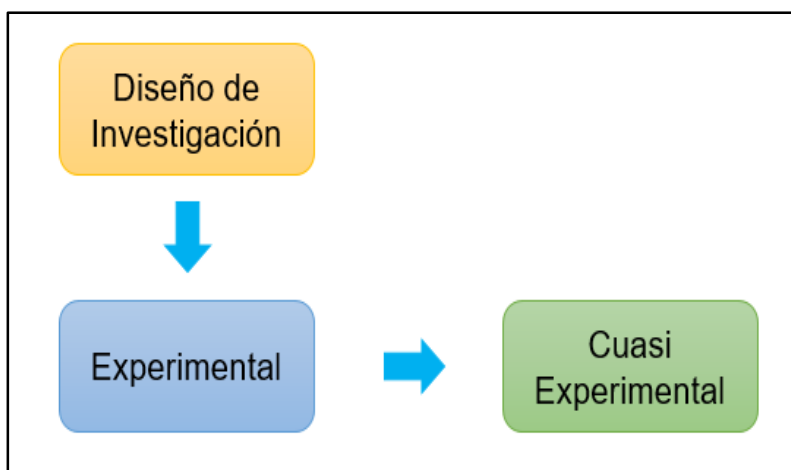 Diseño de
Investigación
Experimental
Cuasi
Experimental